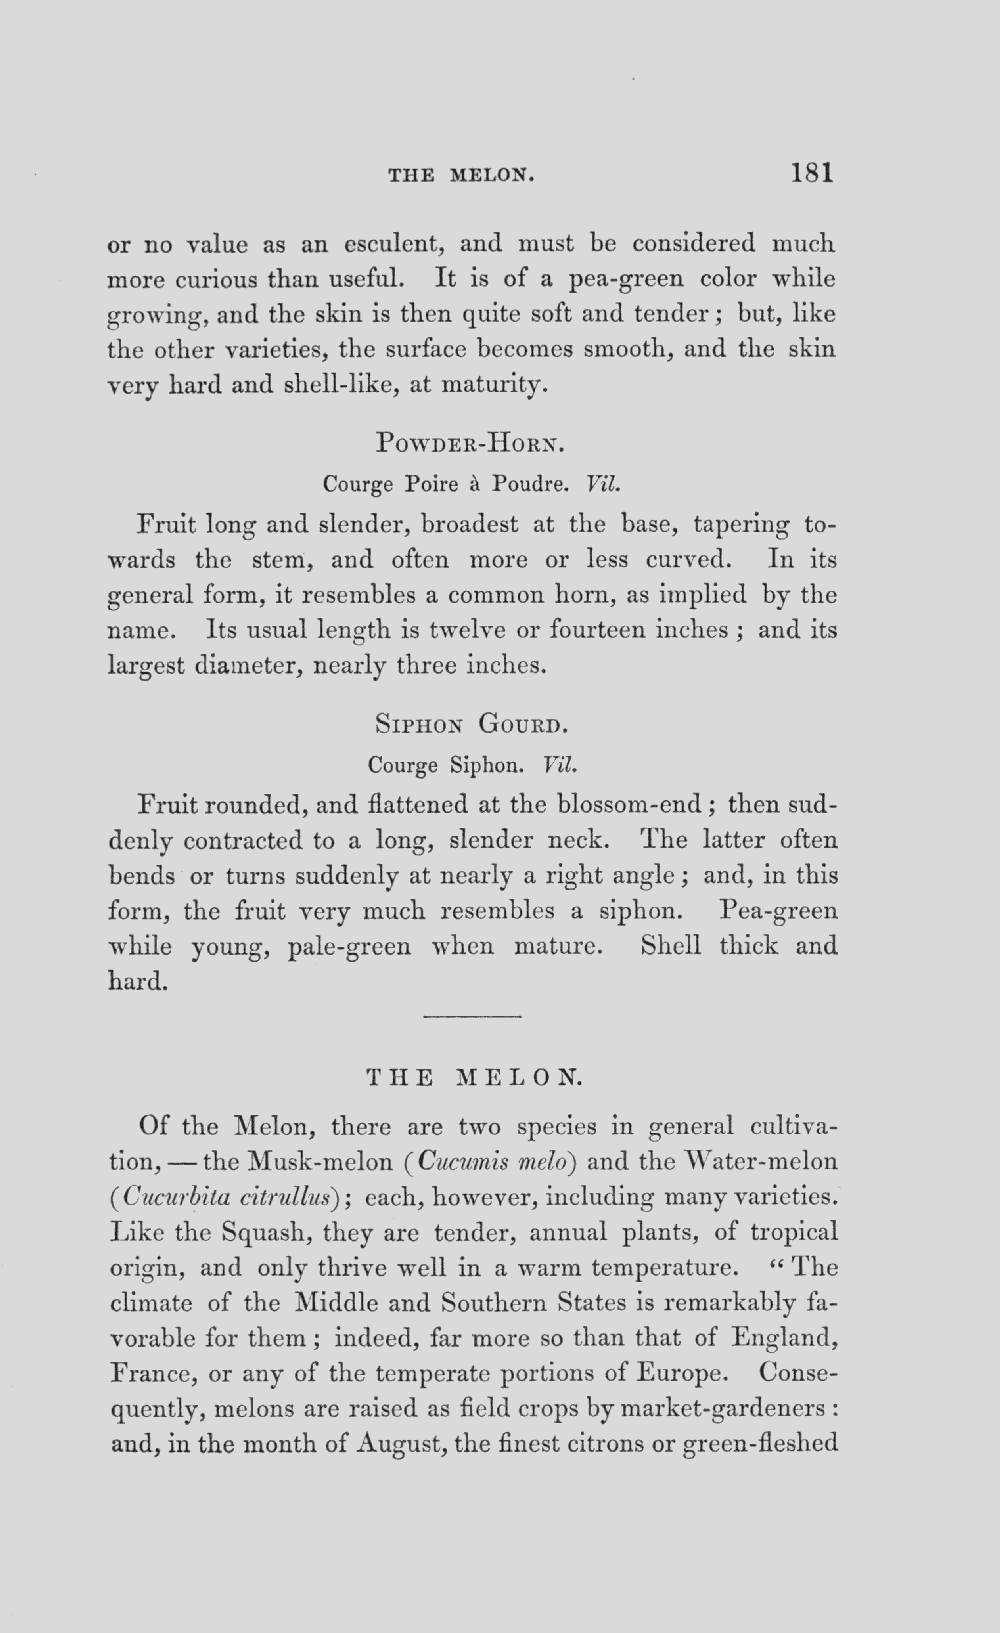 THE MELON. 181
or no value as an esculent, and must be considered much
more curious than useful. It is of a pea-green color while
growing, and the skin is then quite soft and tender; but, like
the other varieties, the surface becomes smooth, and the skin
very hard and shell-like, at maturity.
POWDER-HORN.
Courge Poire à Poudre. Vil.
Fruit long and slender, broadest at the base, tapering to-
wards the stem, and often more or less curved. In its
general form, it resembles a common horn, as implied by the
name. Its usual length is twelve or fourteen inches; and its
largest diameter, nearly three inches.
SIPHON GOURD.
Courge Siphon. Vil.
Fruit rounded, and flattened at the blossom-end; then sud-
denly contracted to a long, slender neck. The latter often
bends or turns suddenly at nearly a right angle; and, in this
form, the fruit very much resembles a siphon. Pea-green
while young, pale-green when mature. Shell thick and
hard.
THE MELON.
Of the Melon, there are two species in general cultiva-
tion, — the Musk-melon (Cucumis melo) and the Water-melon
(Cucurbita citrullus); each, however, including many varieties.
Like the Squash, they are tender, annual plants, of tropical
origin, and only thrive well in a warm temperature. "The
climate of the Middle and Southern States is remarkably fa-
vorable for them; indeed, far more so than that of England,
France, or any of the temperate portions of Europe. Conse-
quently, melons are raised as field crops by market-gardeners:
and, in the month of August, the finest citrons or green-fleshed